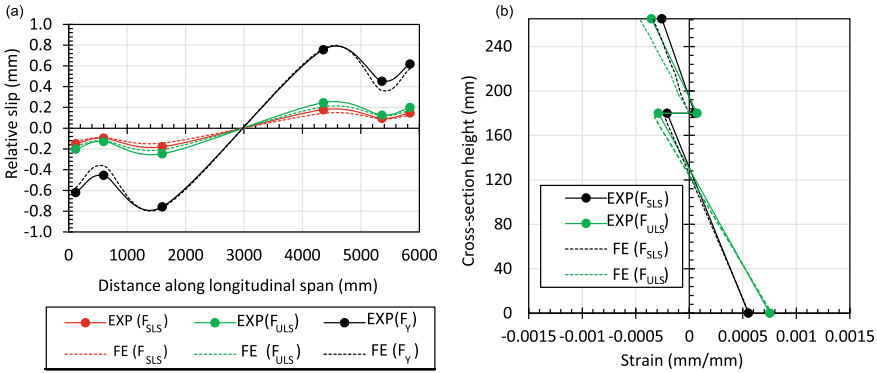 (a)
Relative slip (mm)
1.0
0.8
0.6
0.4
0.2
0.0
-0.2
-0.4
-0.6
-0.8
-1.0
0 1000 2000 3000 4000 5000 6000
Distance along longitudinal span (mm)
EXP (FSLS) EXP(FULS) EXP(FY)
FE (FSLS) FE (FULS) FE (FY)
(b)
Cross-section height (mm)
240
200
160
120
80
40
0
EXP(FSLS)
EXP(FULS)
FE (FSLS)
FE (FULS)
-0.0015 -0.001 -0.0005 0 0.0005 0.001 0.0015
Strain (mm/mm)